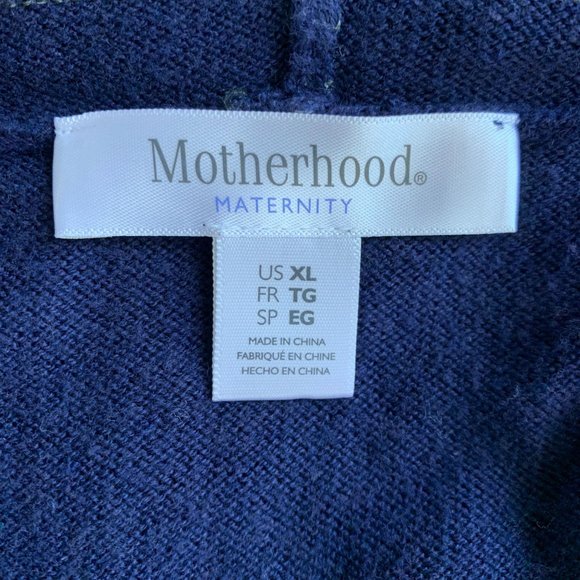 Motherhood®
MATERNITY
US XL
FR TG
SP EG
MADE IN CHINA
FABRIQUÉ EN CHINE
HECHO EN CHINA